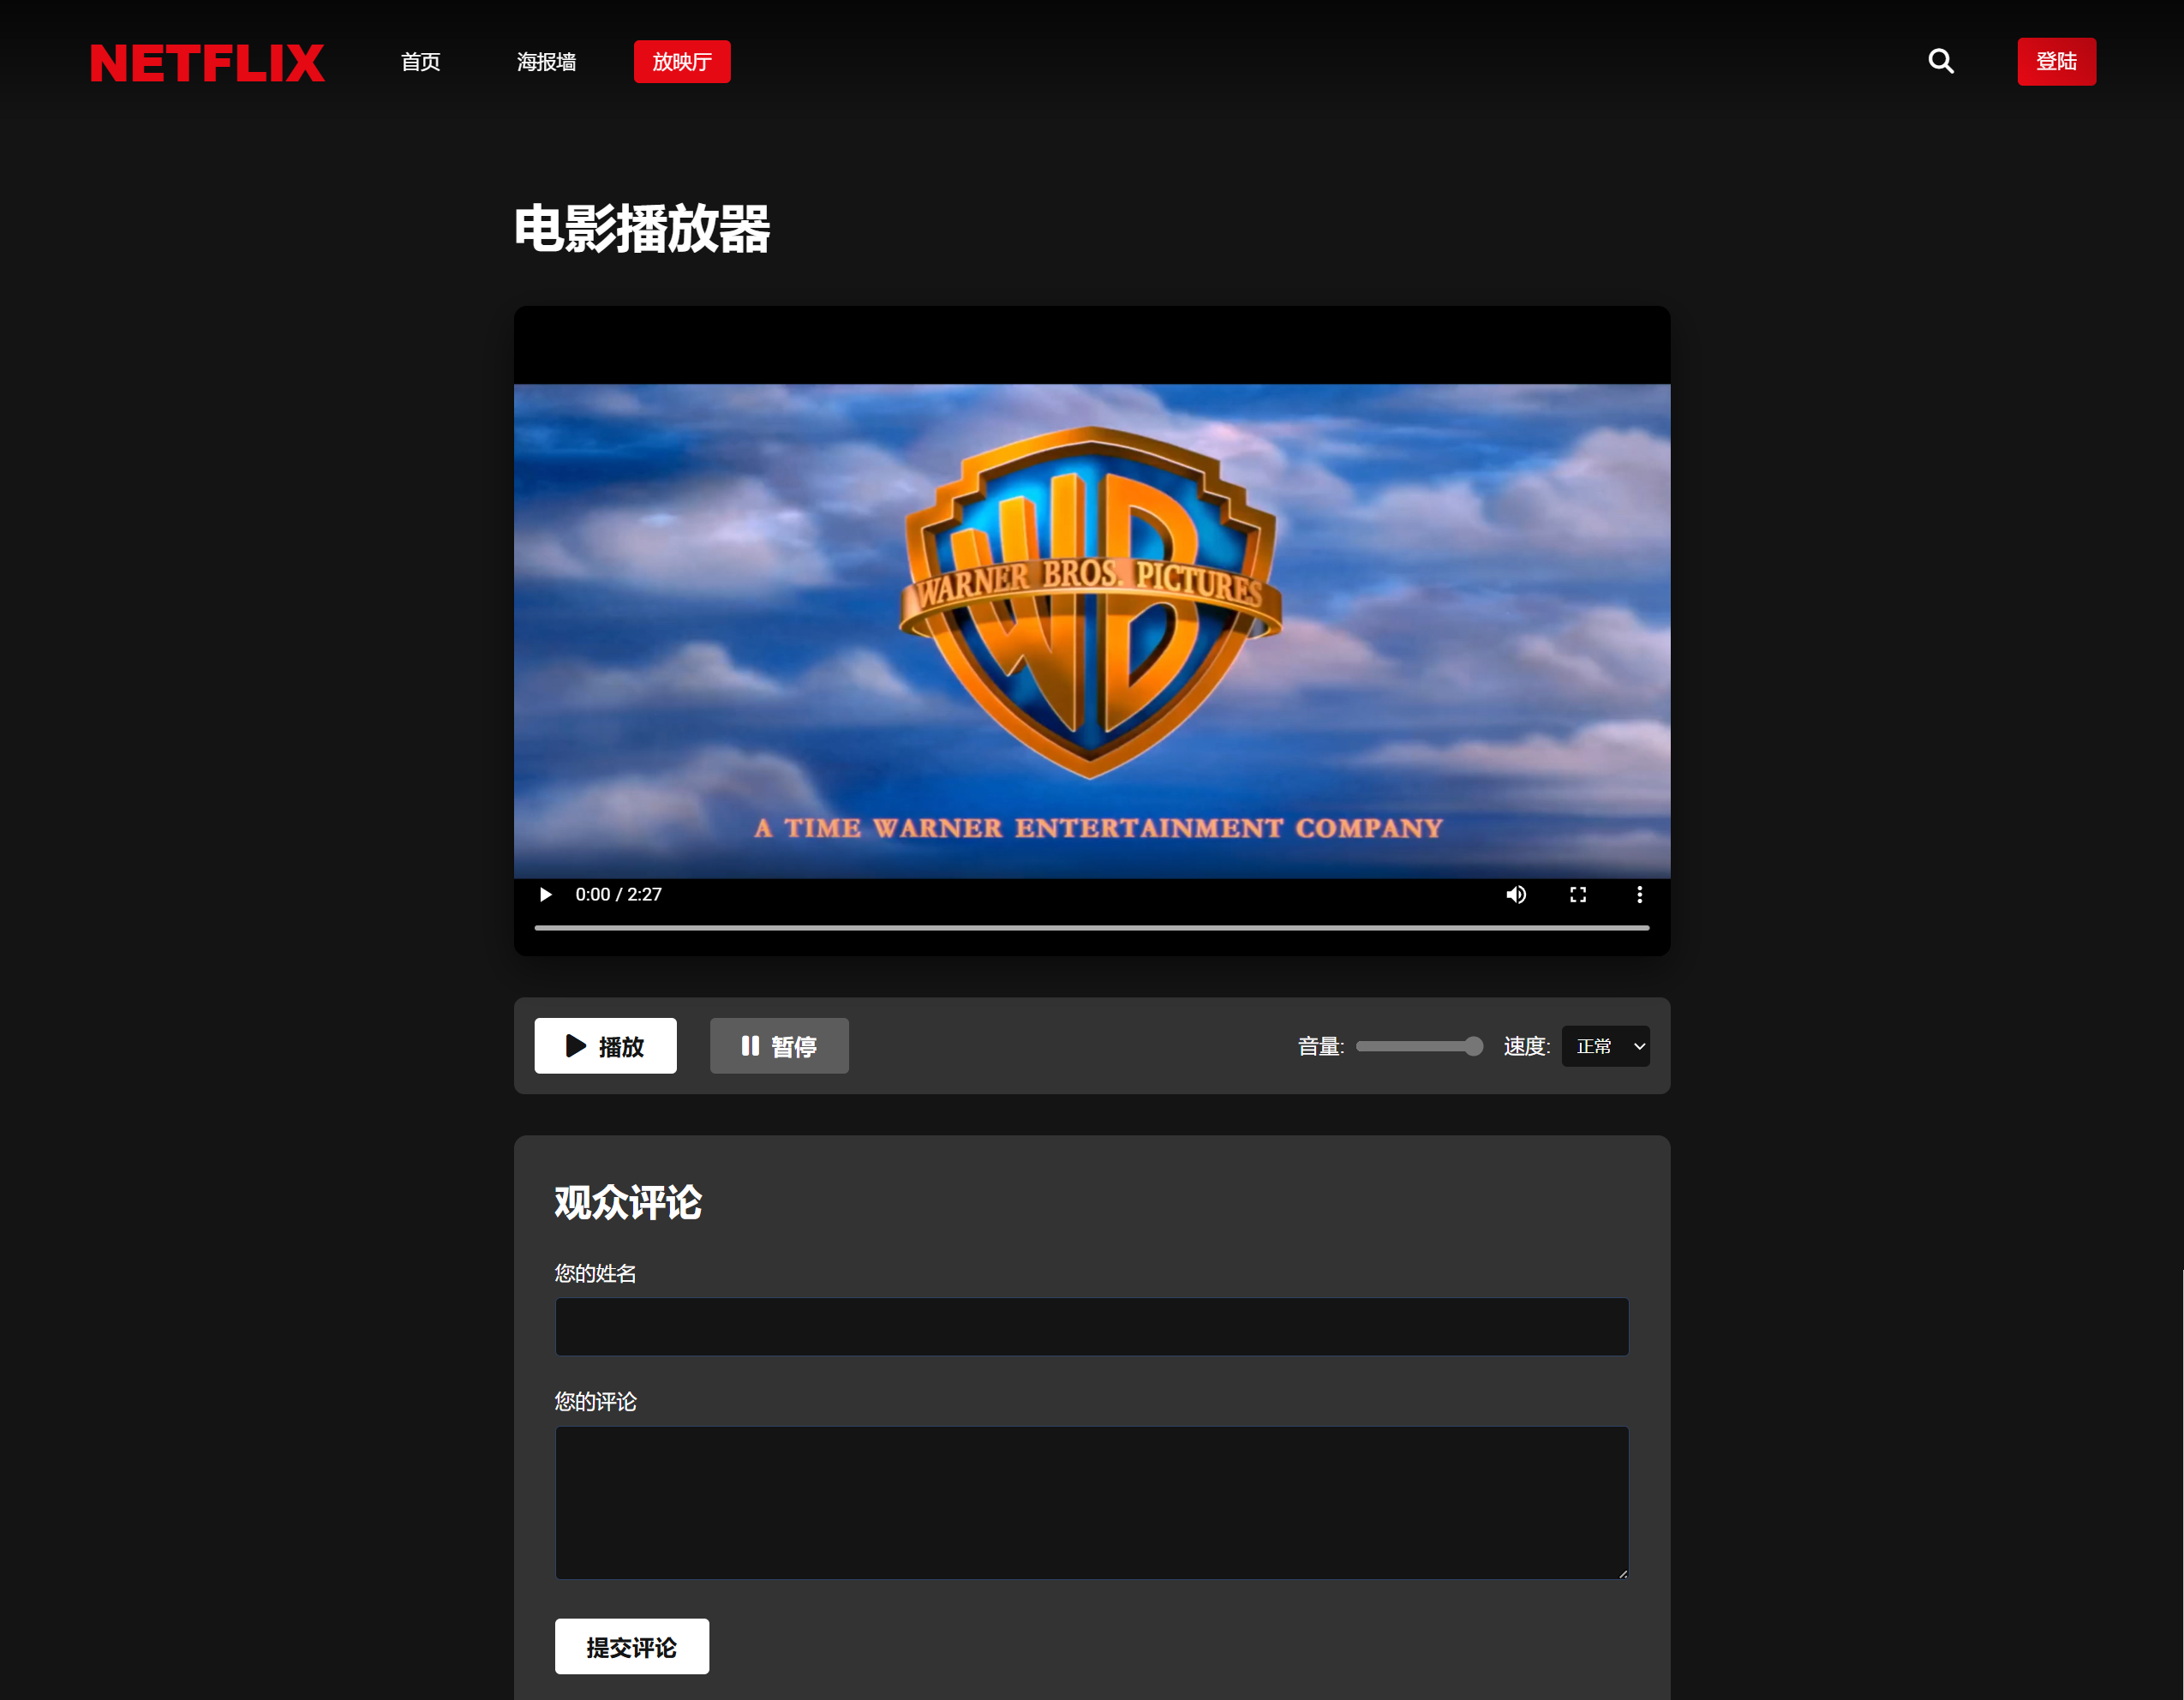 NETFLIX 首页 海报墙 放映厅 登陆
电影播放器
WB
WARNER BROS. PICTURES
A TIME WARNER ENTERTAINMENT COMPANY
0:00 / 2:27
播放 暂停 音量: 速度: 正常
观众评论
您的姓名
您的评论
提交评论